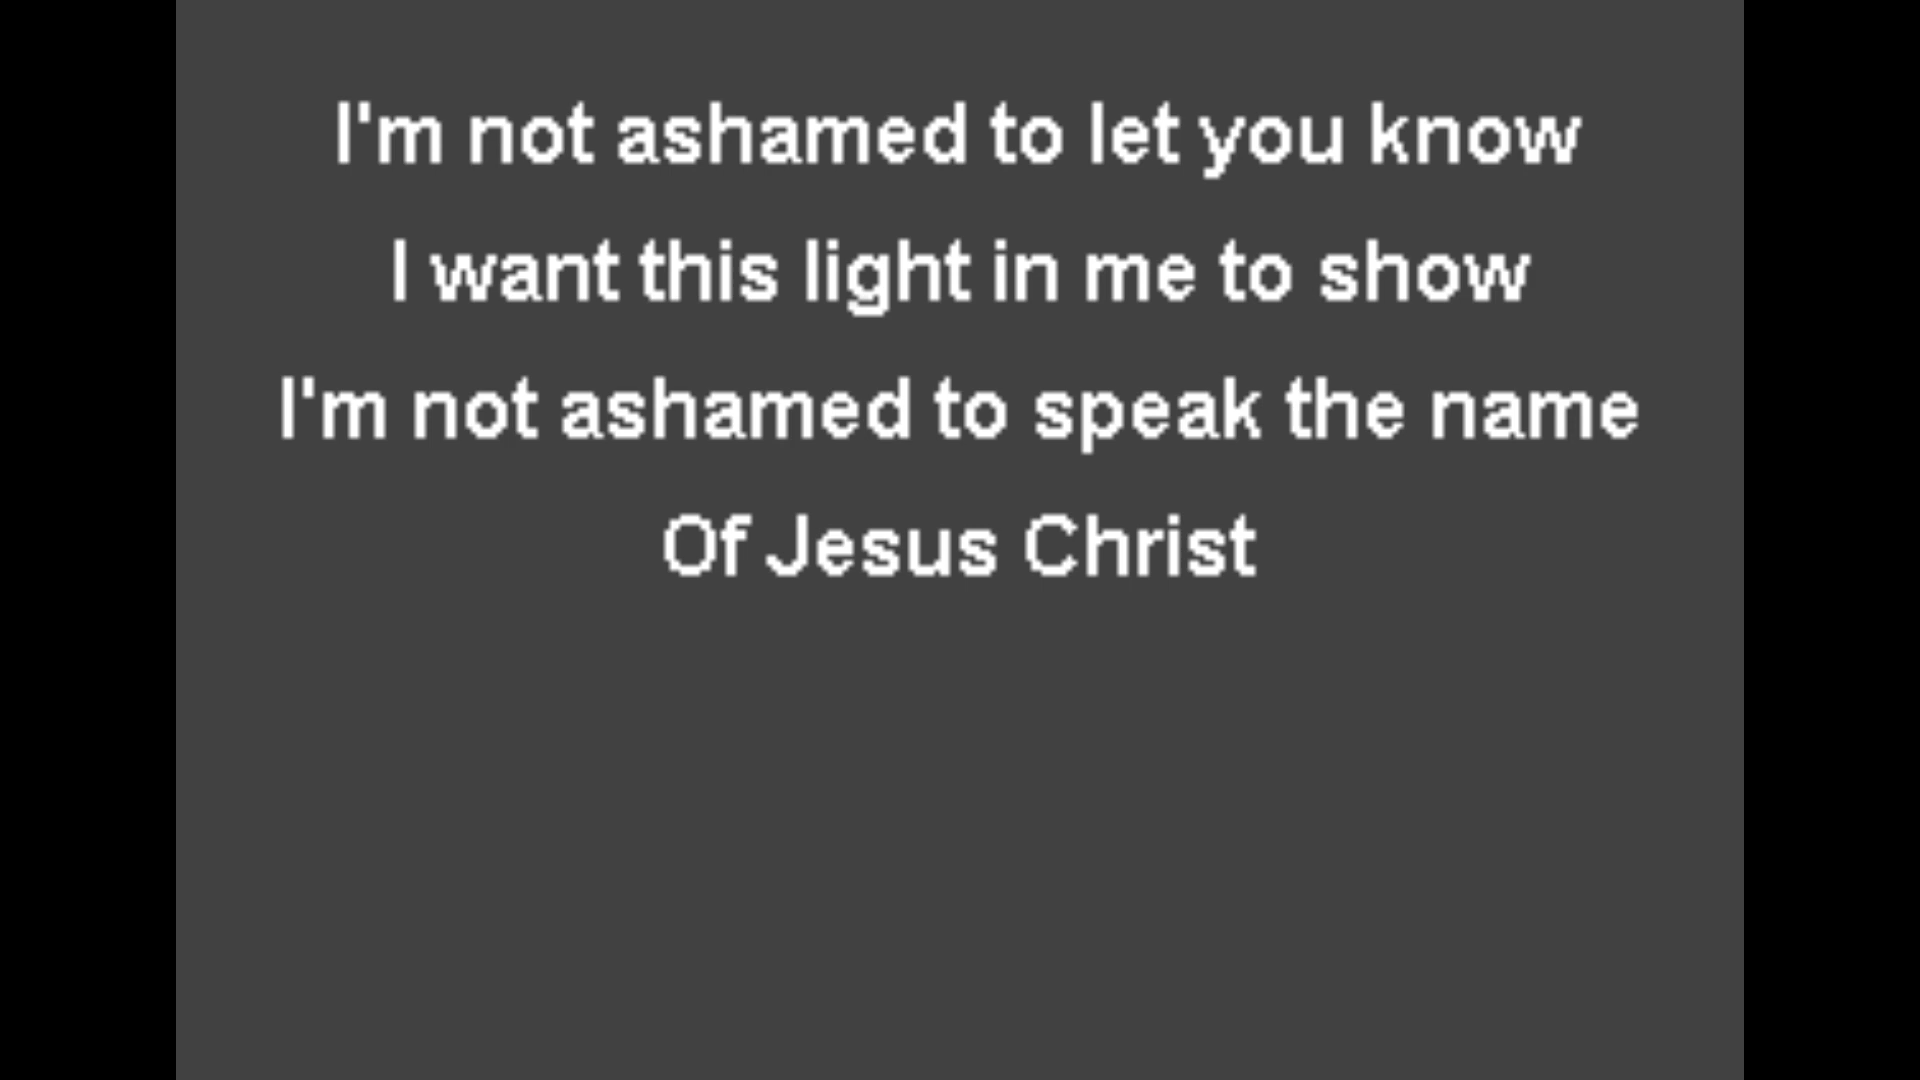 I'm not ashamed to let you know
I want this light in me to show
I'm not ashamed to speak the name
Of Jesus Christ